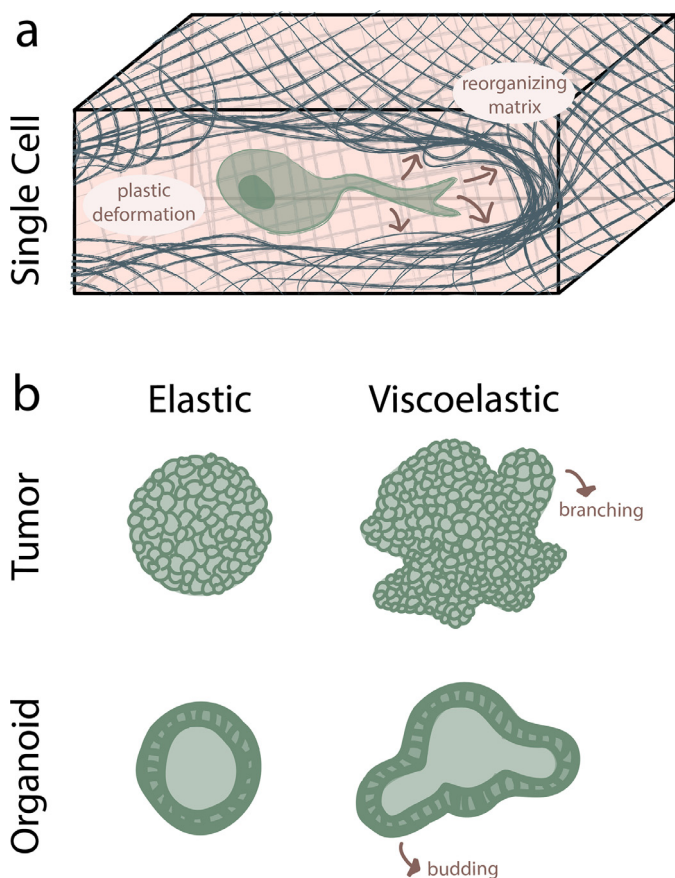 a
Single Cell
reorganizing
matrix
plastic
deformation
b
Elastic
Viscoelastic
Tumor
branching
Organoid
budding